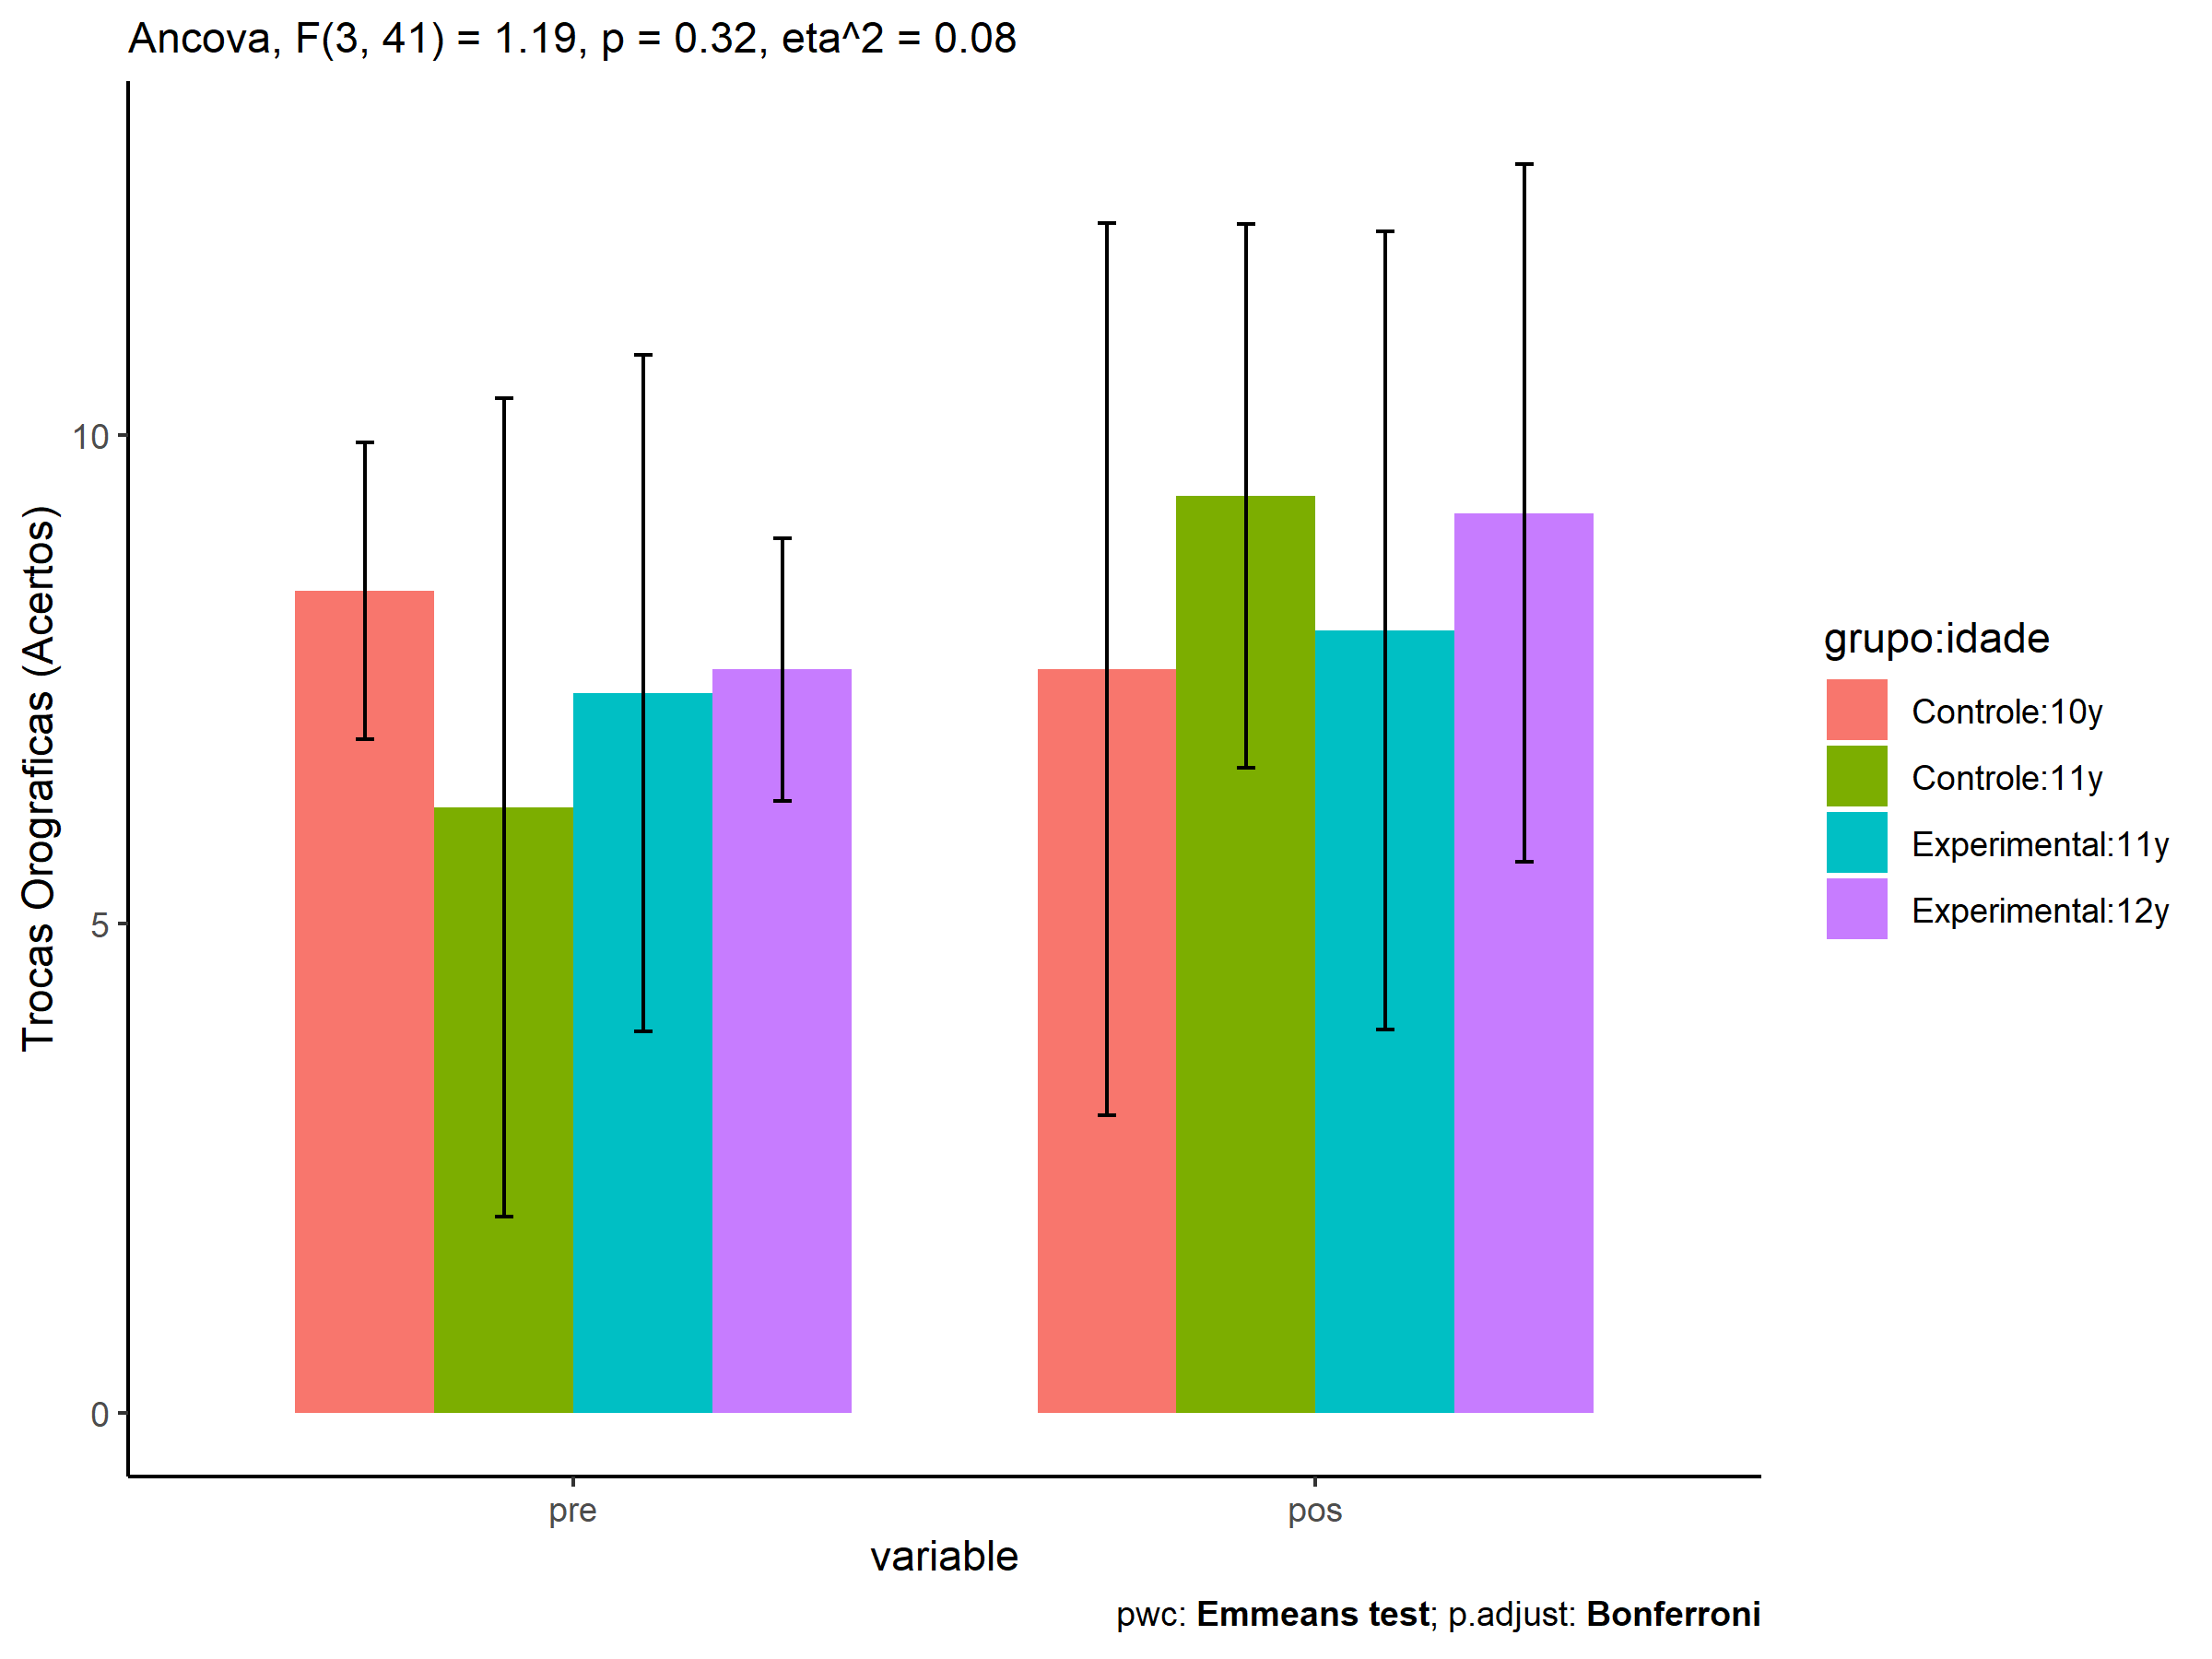 Ancova, F(3, 41) = 1.19, p = 0.32, eta^2 = 0.08
Trocas Orograficas (Acertos)
10
5
0
pre
pos
variable
grupo:idade
Controle:10y
Controle:11y
Experimental:11y
Experimental:12y
pwc: Emmeans test; p.adjust: Bonferroni